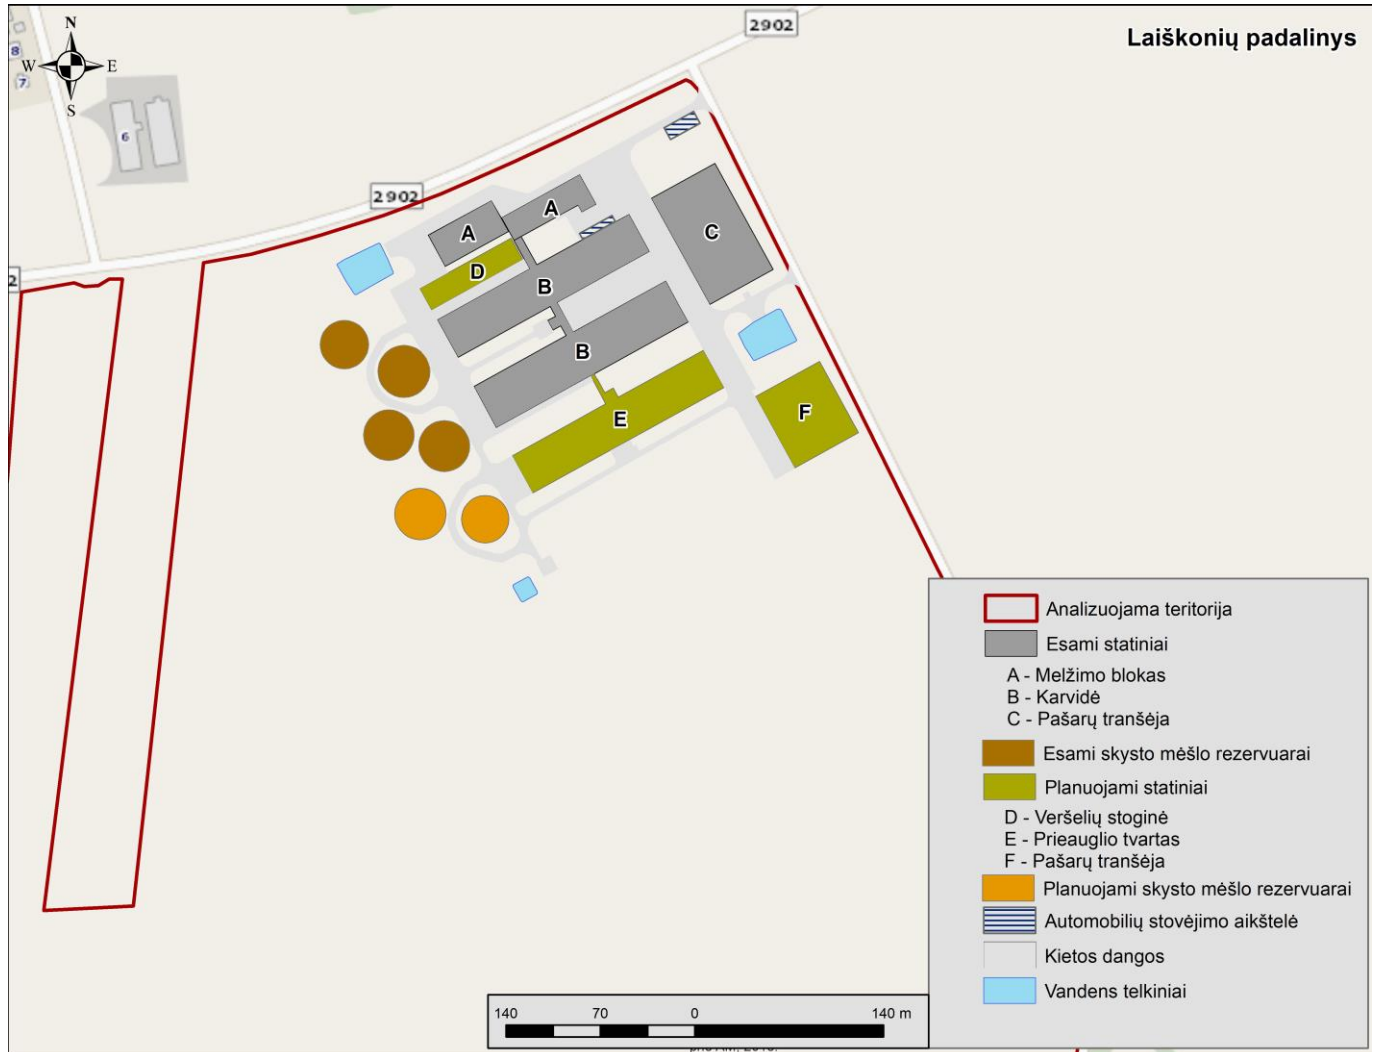 2902
Laiškonių padalinys
N
W E
S
8
7
6
2902
2
A
A
C
D
B
B
E
F
Analizuojama teritorija
Esami statiniai
A - Melžimo blokas
B - Karvidė
C - Pašarų tranšėja
Esami skysto mėšlo rezervuarai
Planuojami statiniai
D - Veršelių stoginė
E - Prieauglio tvartas
F - Pašarų tranšėja
Planuojami skysto mėšlo rezervuarai
Automobilių stovėjimo aikštelė
Kietos dangos
Vandens telkiniai
140 70 0 140 m